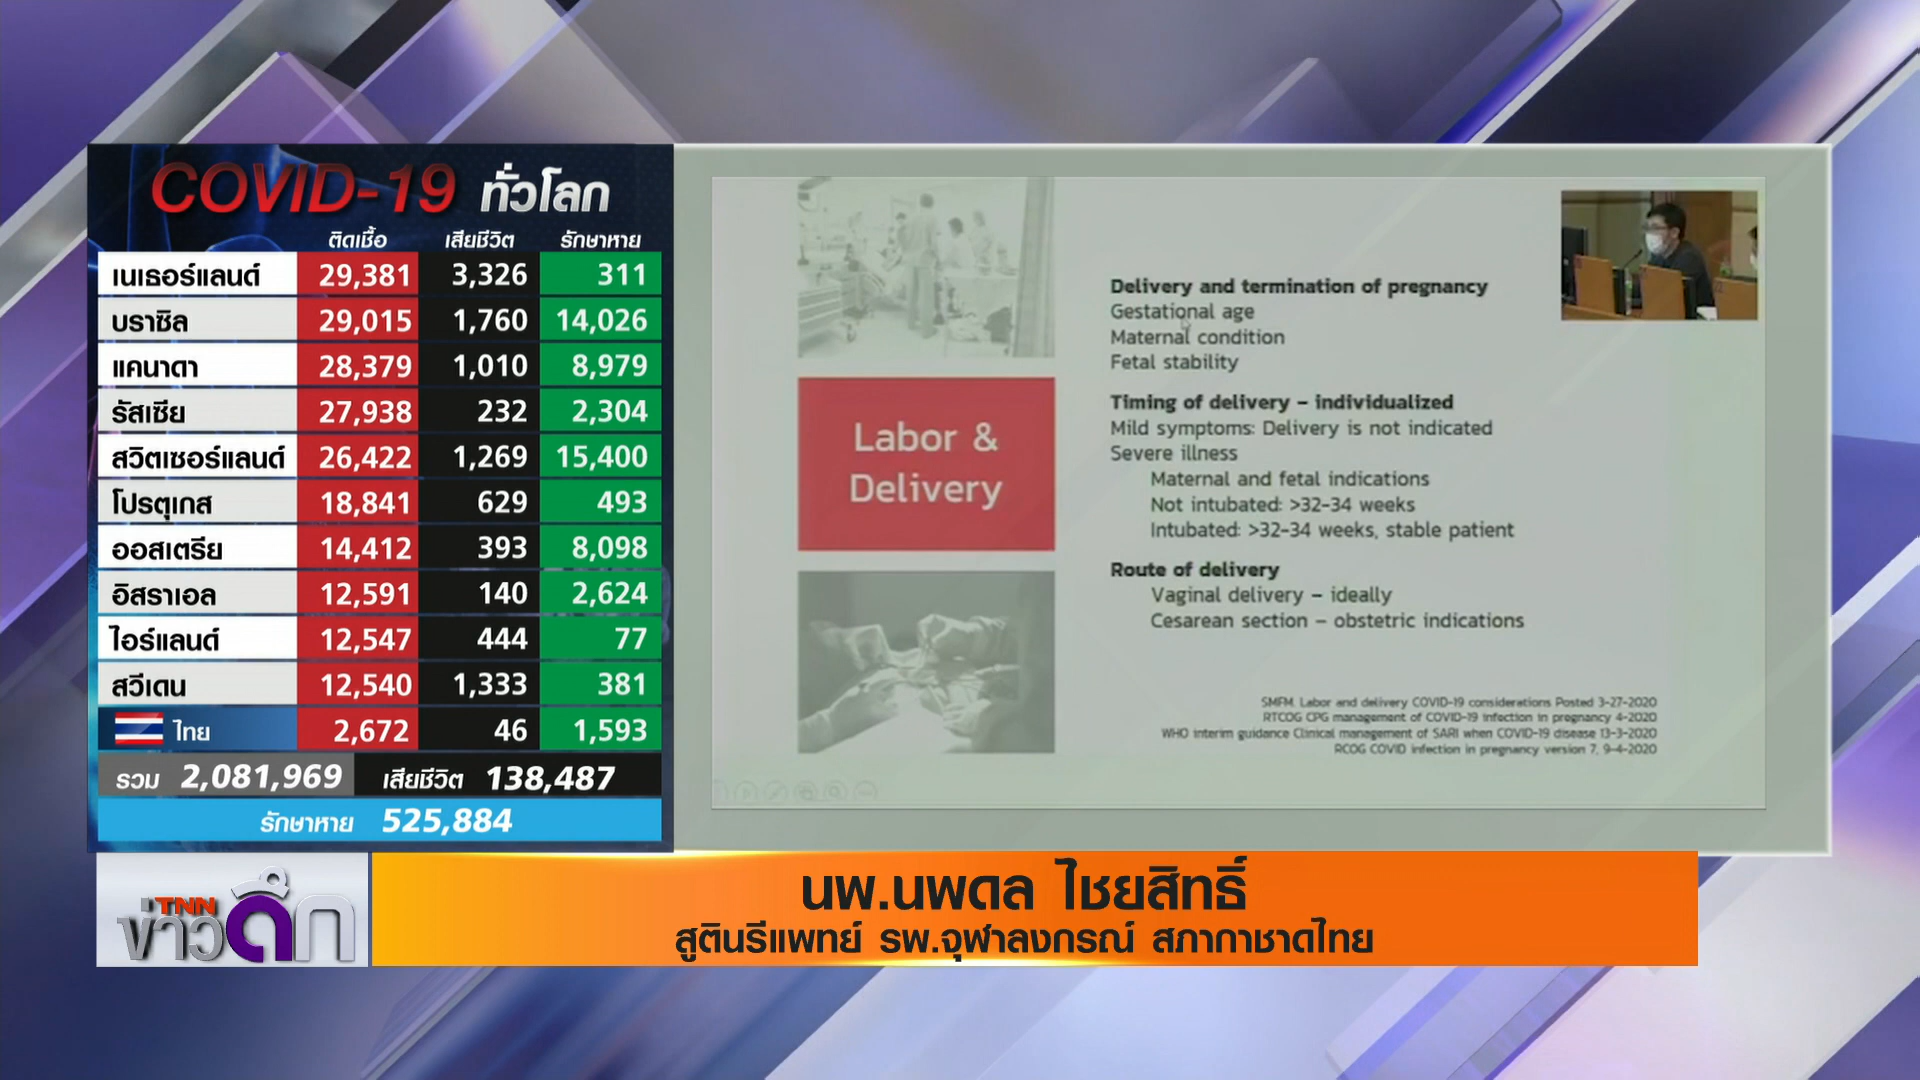 COVID-19 ทั่วโลก
ติดเชื้อ เสียชีวิต รักษาหาย
เนเธอร์แลนด์ 29,381 3,326 311
บราซิล 29,015 1,760 14,026
แคนาดา 28,379 1,010 8,979
รัสเซีย 27,938 232 2,304
สวิตเซอร์แลนด์ 26,422 1,269 15,400
โปรตุเกส 18,841 629 493
ออสเตรีย 14,412 393 8,098
อิสราเอล 12,591 140 2,624
ไอร์แลนด์ 12,547 444 77
สวีเดน 12,540 1,333 381
ไทย 2,672 46 1,593
รวม 2,081,969 เสียชีวิต 138,487
รักษาหาย 525,884
Labor &
Delivery
Delivery and termination of pregnancy
Gestational age
Maternal condition
Fetal stability
Timing of delivery – individualized
Mild symptoms: Delivery is not indicated
Severe illness
Maternal and fetal indications
Not intubated: >32-34 weeks
Intubated: >32-34 weeks, stable patient
Route of delivery
Vaginal delivery – ideally
Cesarean section – obstetric indications
SMFM. Labor and delivery COVID-19 considerations Posted 3-27-2020
RTCOG CPG management of COVID-19 infection in pregnancy 4-2020
WHO interim guidance Clinical management of SARI when COVID-19 disease 13-3-2020
RCOG COVID infection in pregnancy version 7, 9-4-2020
TNN
ข่าวดึก
นพ.นพดล ไชยสิทธิ์
สูตินรีแพทย์ รพ.จุฬาลงกรณ์ สภากาชาดไทย